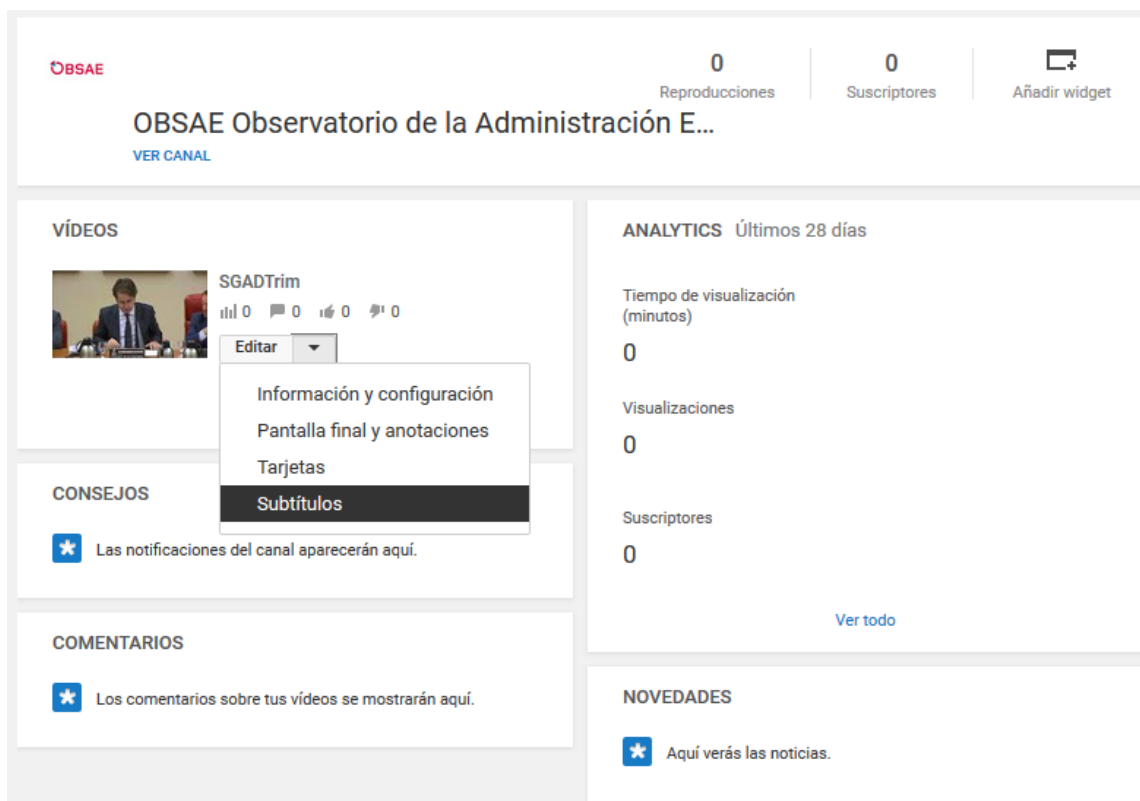 OBSAE
0
Reproducciones
0
Suscriptores
Añadir widget
OBSAE Observatorio de la Administración E...
VER CANAL
VÍDEOS
SGADTrim
0 0 0 0
Editar
Información y configuración
Pantalla final y anotaciones
Tarjetas
Subtítulos
CONSEJOS
Las notificaciones del canal aparecerán aquí.
COMENTARIOS
Los comentarios sobre tus vídeos se mostrarán aquí.
ANALYTICS Últimos 28 días
Tiempo de visualización
(minutos)
0
Visualizaciones
0
Suscriptores
0
Ver todo
NOVEDADES
Aquí verás las noticias.